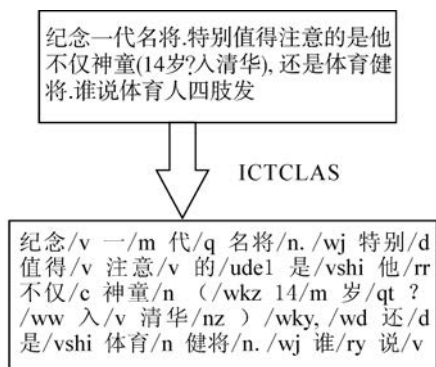 纪念一代名将.特别值得注意的是他
不仅神童(14岁?入清华),还是体育健
将.谁说体育人四肢发
ICTCLAS
纪念/v 一/m 代/q 名将/n. /wj 特别/d
值得/v 注意/v 的/ude1 是/vshi 他/rr
不仅/c 神童/n （/wkz 14/m 岁/qt ？
/ww 入/v 清华/nz ）/wky, /wd 还/d
是/vshi 体育/n 健将/n. /wj 谁/ry 说/v